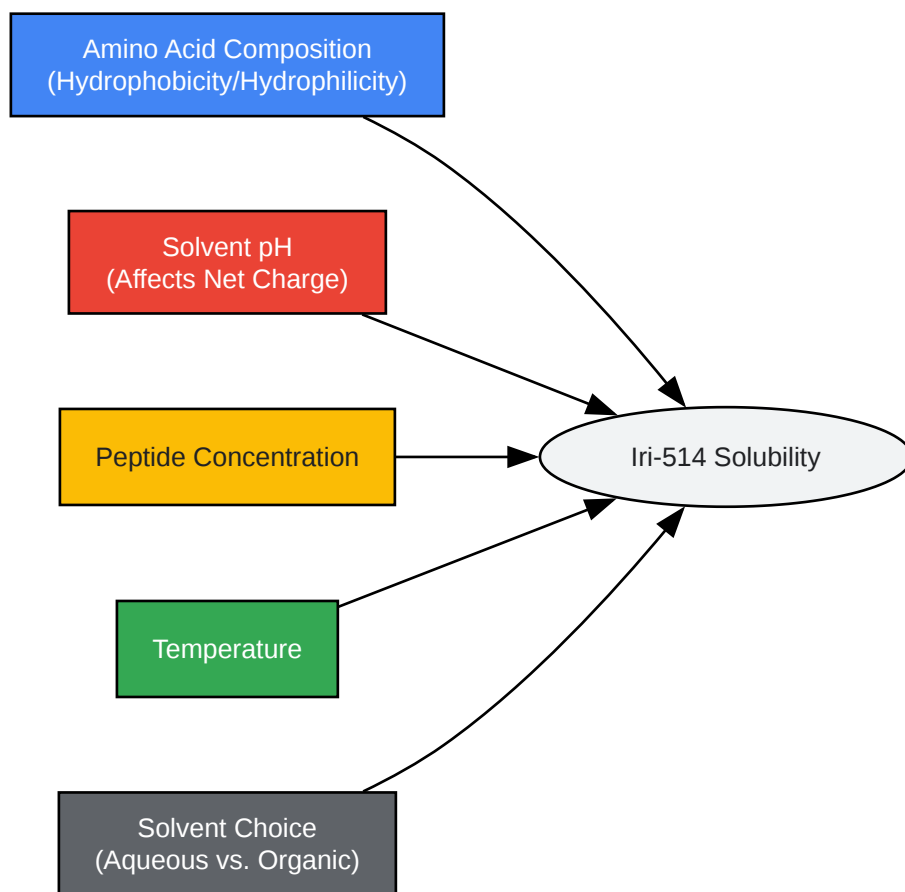 Amino Acid Composition
(Hydrophobicity/Hydrophilicity)
Solvent pH
(Affects Net Charge)
Peptide Concentration
Iri-514 Solubility
Temperature
Solvent Choice
(Aqueous vs. Organic)